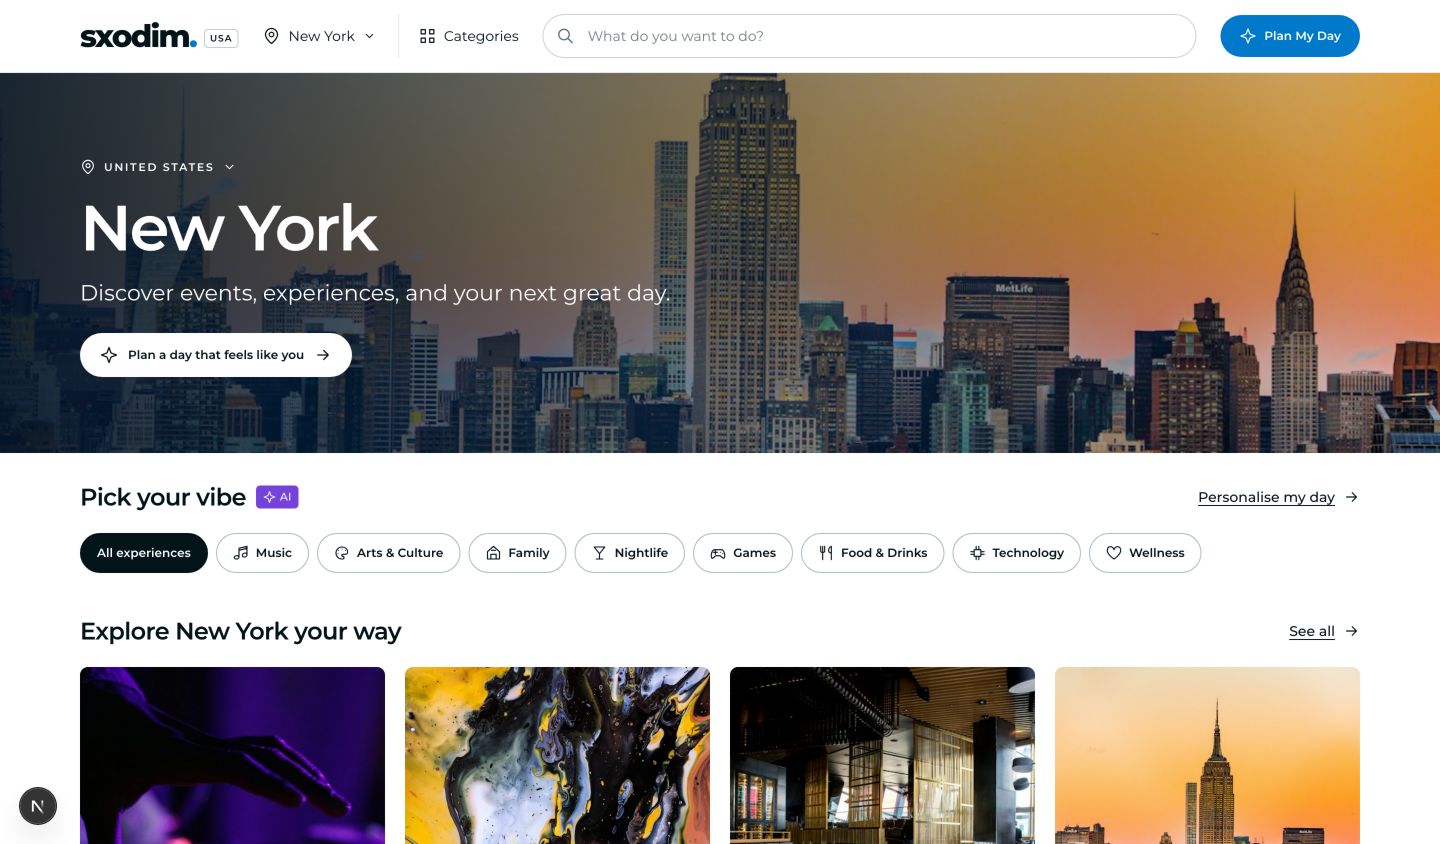 sxodim. USA
New York
Categories
What do you want to do?
Plan My Day
UNITED STATES
New York
Discover events, experiences, and your next great day.
Plan a day that feels like you
MetLife
Pick your vibe
AI
Personalise my day
All experiences
Music
Arts & Culture
Family
Nightlife
Games
Food & Drinks
Technology
Wellness
Explore New York your way
See all
N